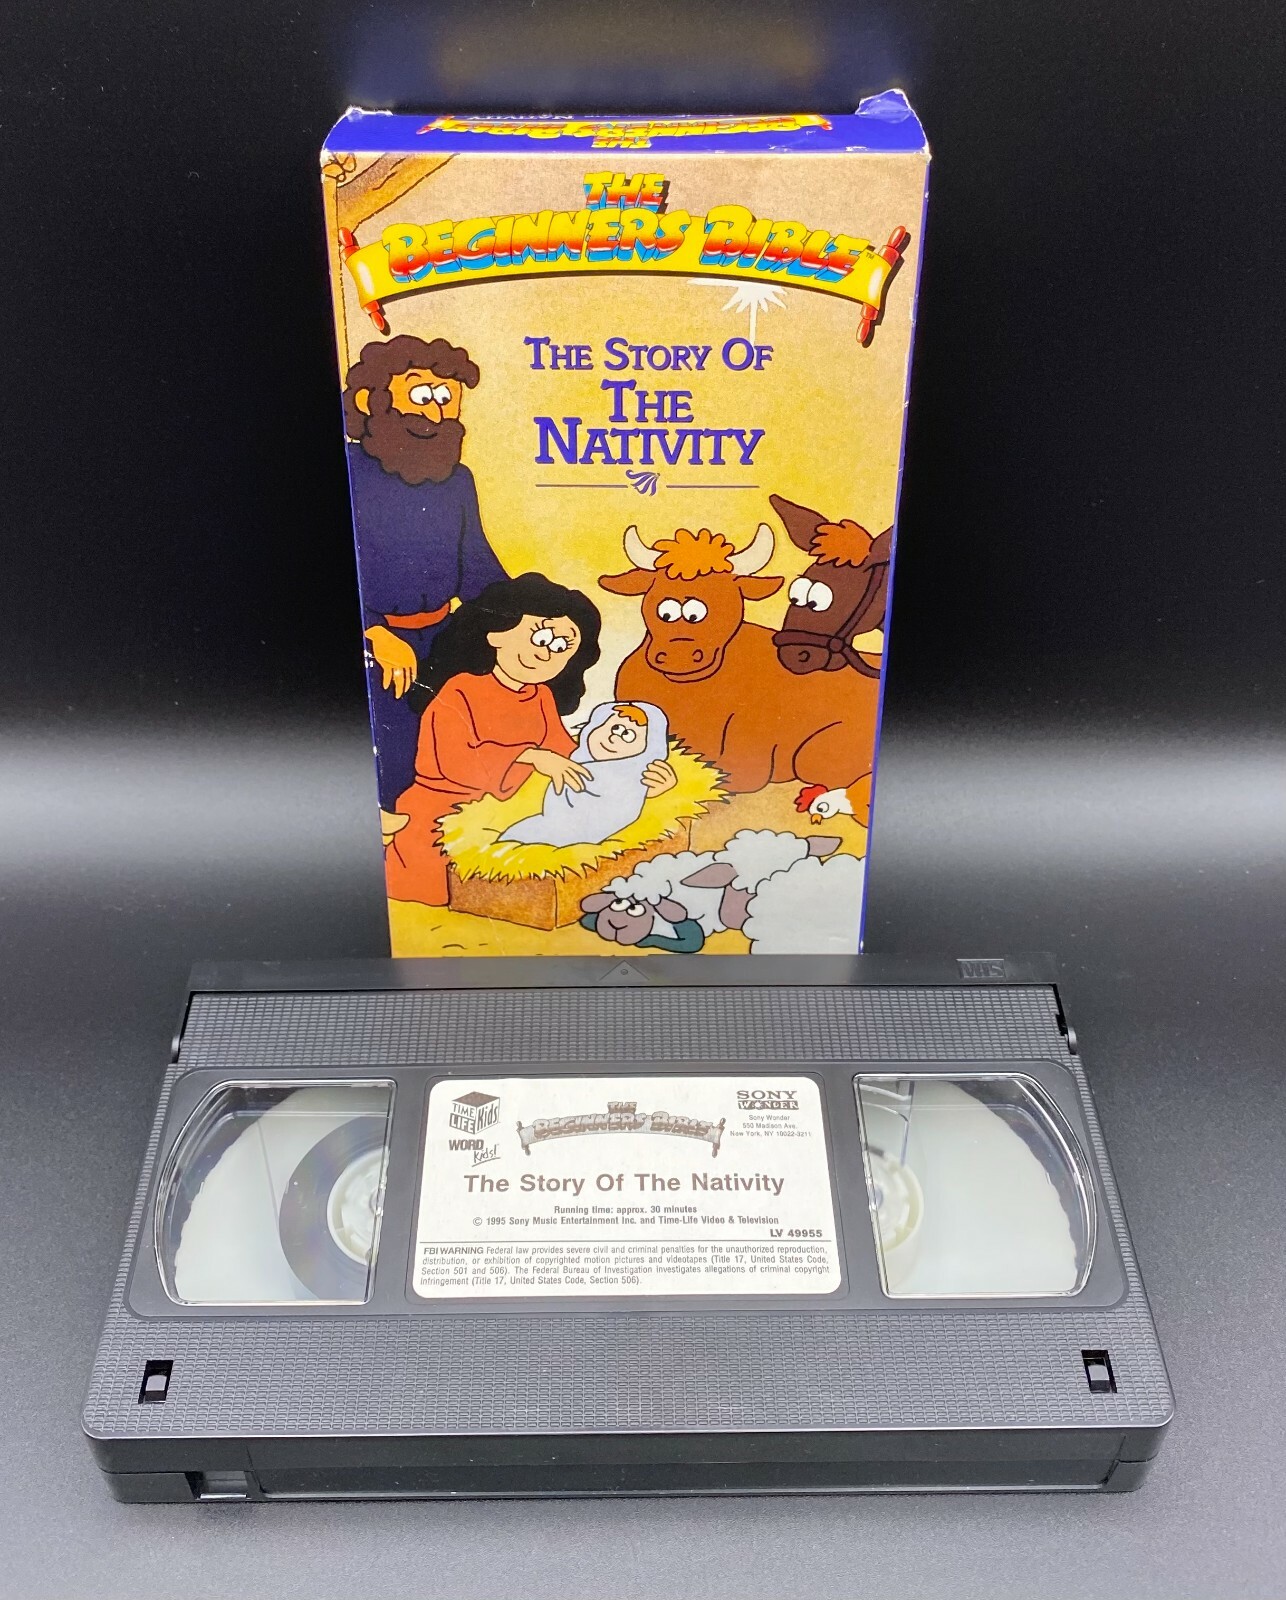 THE
BEGINNERS BIBLE
NATIVITY
THE
BEGINNERS BIBLE™
THE STORY OF
THE
NATIVITY
VHS
TIME LIFE Kids
WORD Kids!
THE
BEGINNERS BIBLE
SONY
WONDER
Sony Wonder
550 Madison Ave.
New York, NY 10022-3211
The Story Of The Nativity
Running time: approx. 30 minutes
© 1995 Sony Music Entertainment Inc. and Time-Life Video & Television
LV 49955
FBI WARNING Federal law provides severe civil and criminal penalties for the unauthorized reproduction,
distribution, or exhibition of copyrighted motion pictures and videotapes (Title 17, United States Code,
Section 501 and 506). The Federal Bureau of Investigation investigates allegations of criminal copyright
infringement (Title 17, United States Code, Section 506).